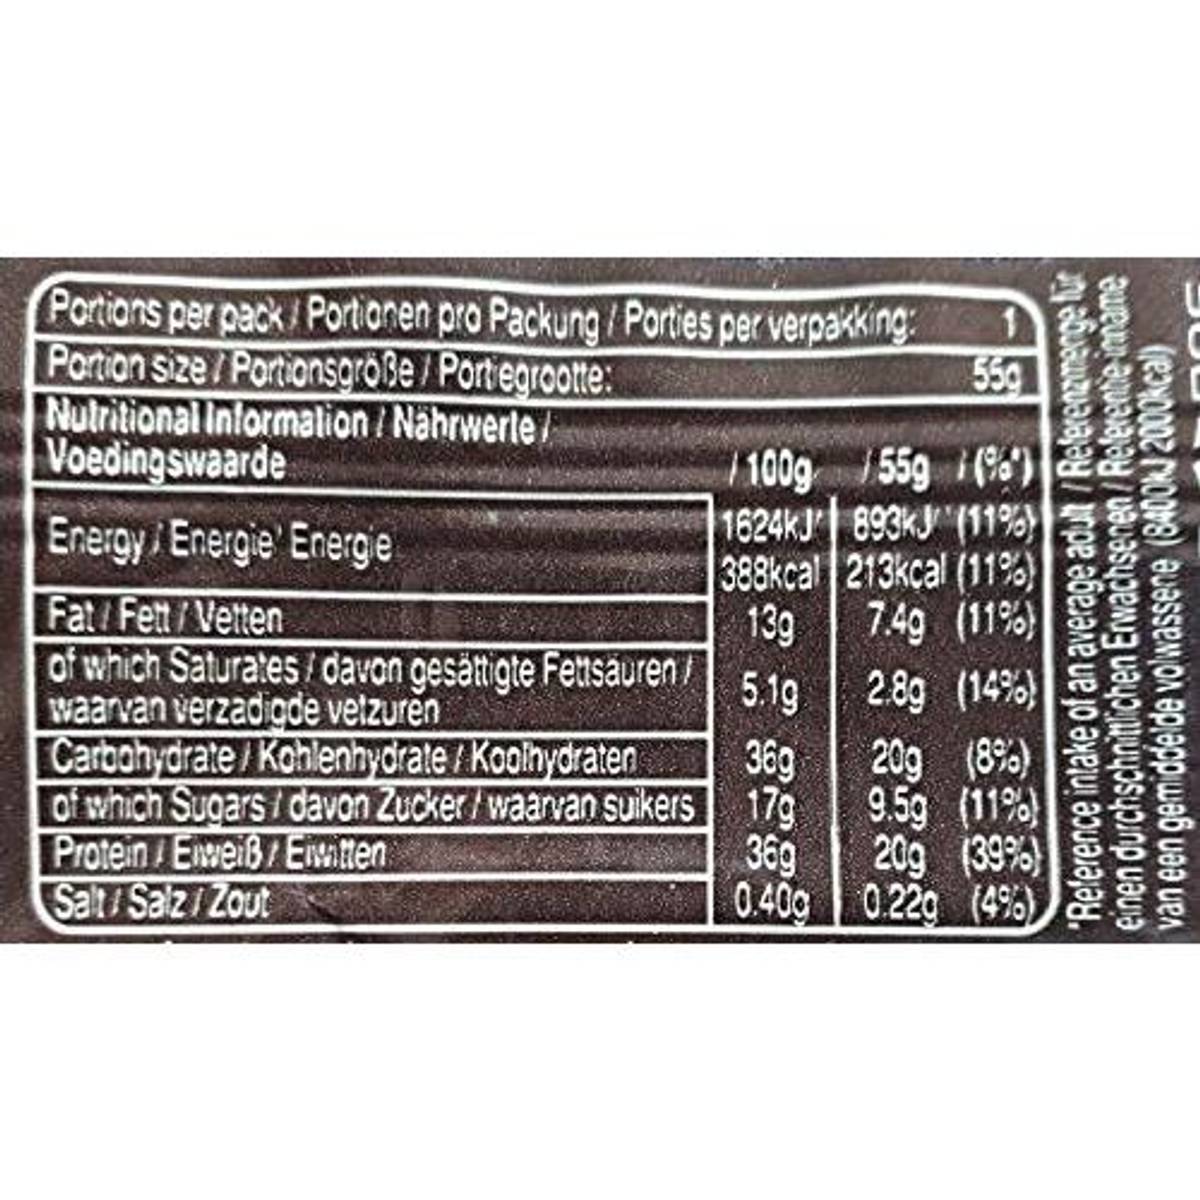 Portions per pack / Portionen pro Packung / Porties per verpakking: 1
Portion size / Portionsgröße / Portiegrootte: 55g
Nutritional Information / Nährwerte /
Voedingswaarde / 100g / 55g / (%*)
Energy / Energie / Energie 1624kJ/ 893kJ/ (11%)
388kcal 213kcal (11%)
Fat / Fett / Vetten 13g 7.4g (11%)
of which Saturates / davon gesättigte Fettsäuren /
waarvan verzadigde vetzuren 5.1g 2.8g (14%)
Carbohydrate / Kohlenhydrate / Koolhydraten 36g 20g (8%)
of which Sugars / davon Zucker / waarvan suikers 17g 9.5g (11%)
Protein / Eiweiß / Eiwitten 36g 20g (39%)
Salt / Salz / Zout 0.40g 0.22g (4%)
*Reference intake of an average adult / Referenzmenge für
einen durchschnittlichen Erwachsenen / Referentie-inname
van een gemiddelde volwassene (8400kJ 2000kcal)